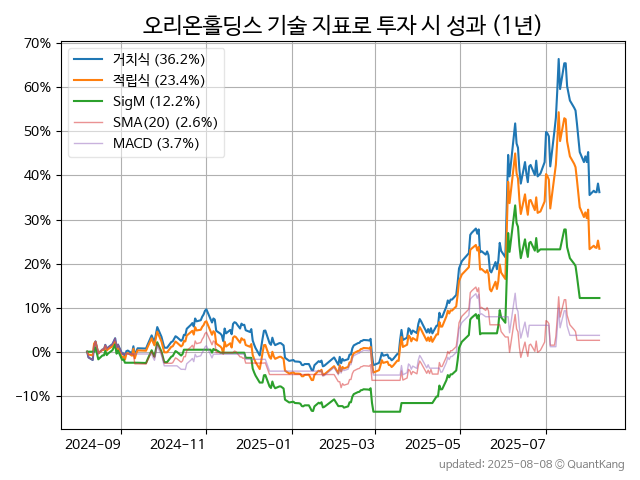 오리온홀딩스 기술 지표로 투자 시 성과 (1년)
70%
60%
50%
40%
30%
20%
10%
0%
−10%
거치식 (36.2%)
적립식 (23.4%)
SigM (12.2%)
SMA(20) (2.6%)
MACD (3.7%)
2024-09 2024-11 2025-01 2025-03 2025-05 2025-07
updated: 2025-08-08 © QuantKang